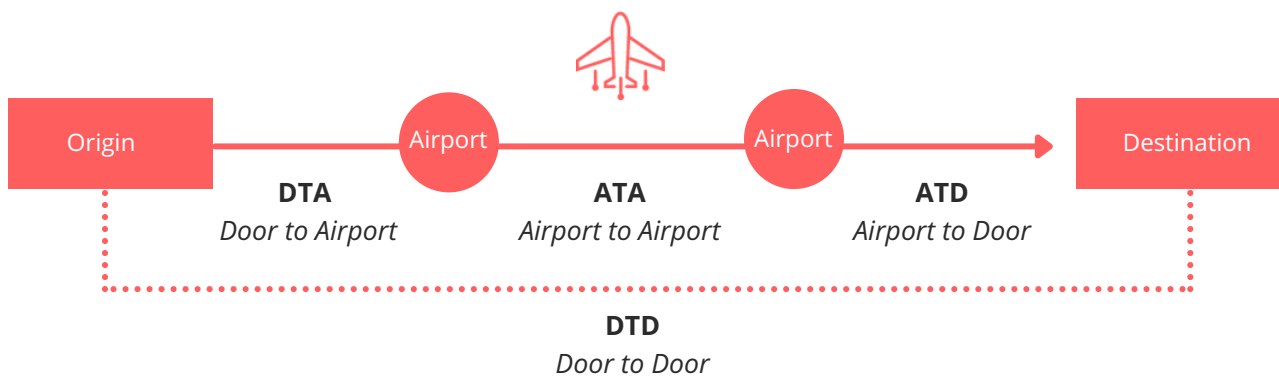 Origin
Airport
Airport
Destination
DTA
ATA
ATD
Door to Airport
Airport to Airport
Airport to Door
DTD
Door to Door